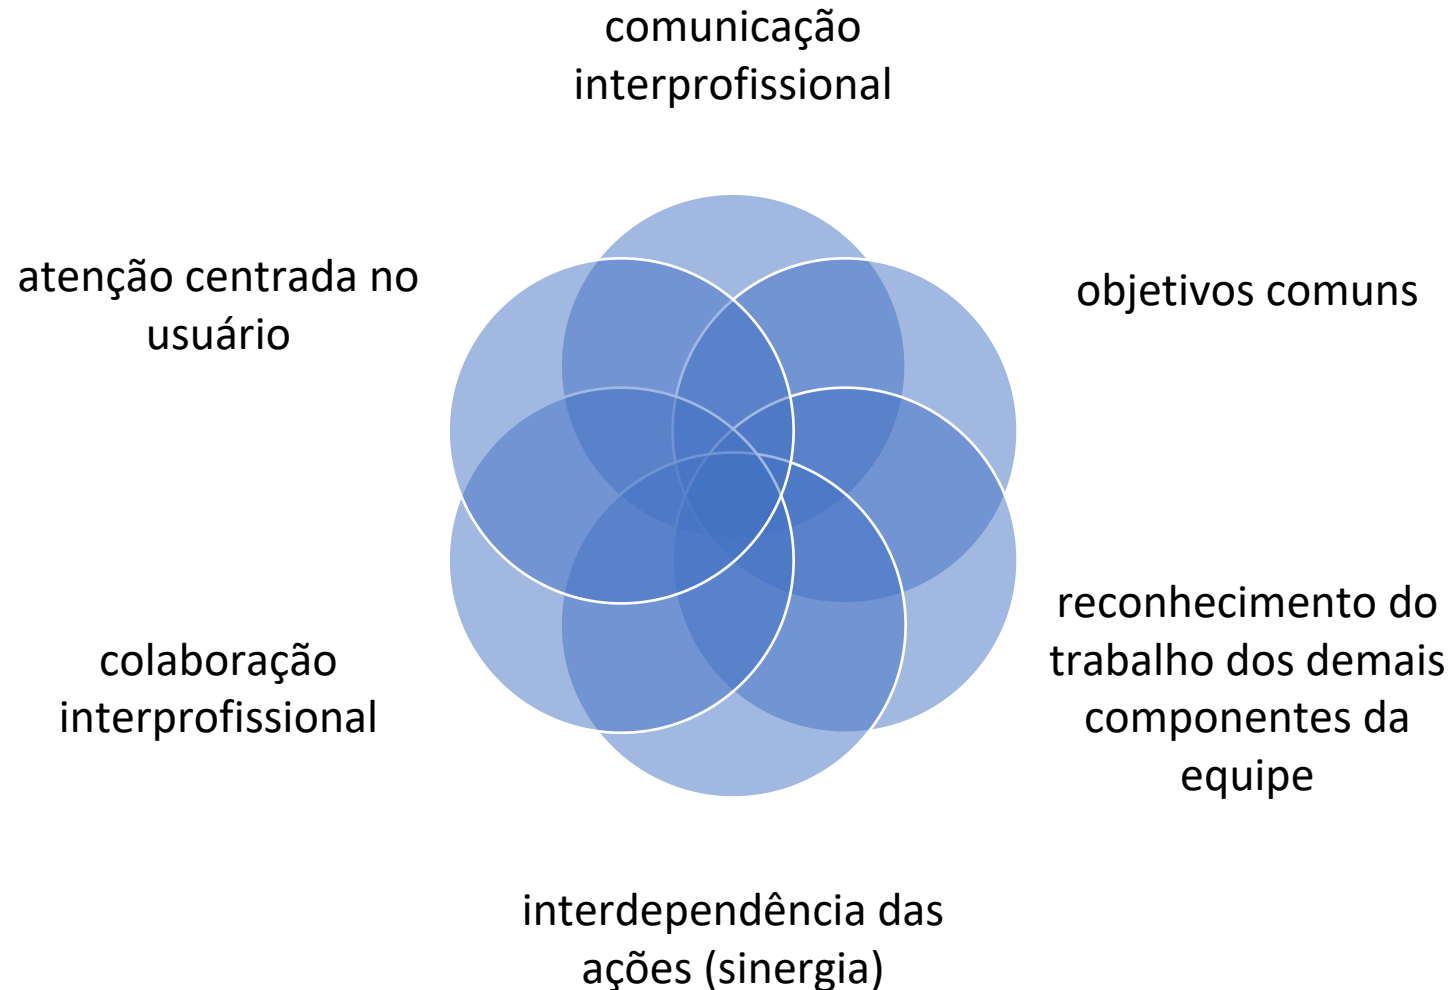 comunicação
interprofissional
atenção centrada no
usuário
objetivos comuns
reconhecimento do
trabalho dos demais
componentes da
equipe
colaboração
interprofissional
interdependência das
ações (sinergia)